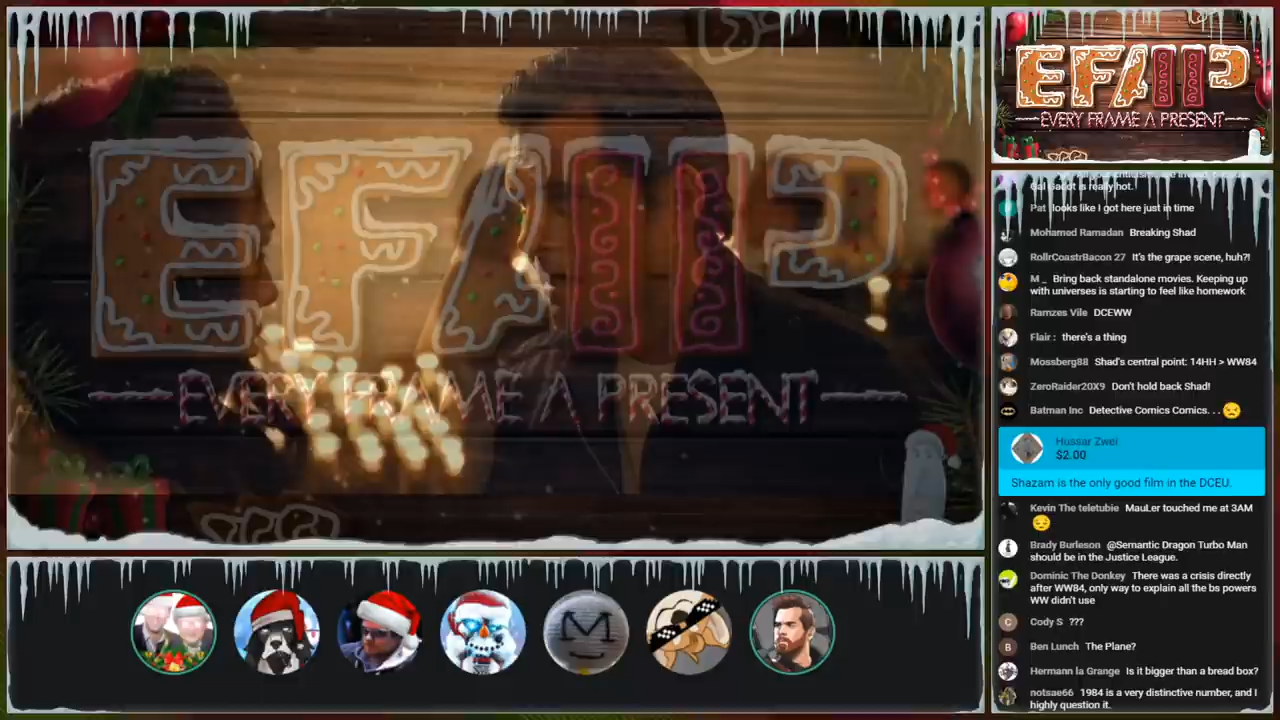 EFAP
EVERY FRAME A PRESENT
EFAP
EVERY FRAME A PRESENT
Gal Gadot is really hot.
Pat looks like I got here just in time
Mohamed Ramadan Breaking Shad
RollrCoastrBacon 27 It's the grape scene, huh?!
M _ Bring back standalone movies. Keeping up
with universes is starting to feel like homework
Ramzes Vile DCEWW
Flair : there's a thing
Mossberg88 Shad's central point: 14HH > WW84
ZeroRaider20X9 Don't hold back Shad!
Batman Inc Detective Comics Comics. . .
Hussar Zwei
$2.00
Shazam is the only good film in the DCEU.
Kevin The teletubie MauLer touched me at 3AM
Brady Burleson @Semantic Dragon Turbo Man
should be in the Justice League.
Dominic The Donkey There was a crisis directly
after WW84, only way to explain all the bs powers
WW didn't use
C Cody S ???
B Ben Lunch The Plane?
Hermann la Grange Is it bigger than a bread box?
notsae66 1984 is a very distinctive number, and I
highly question it.
M